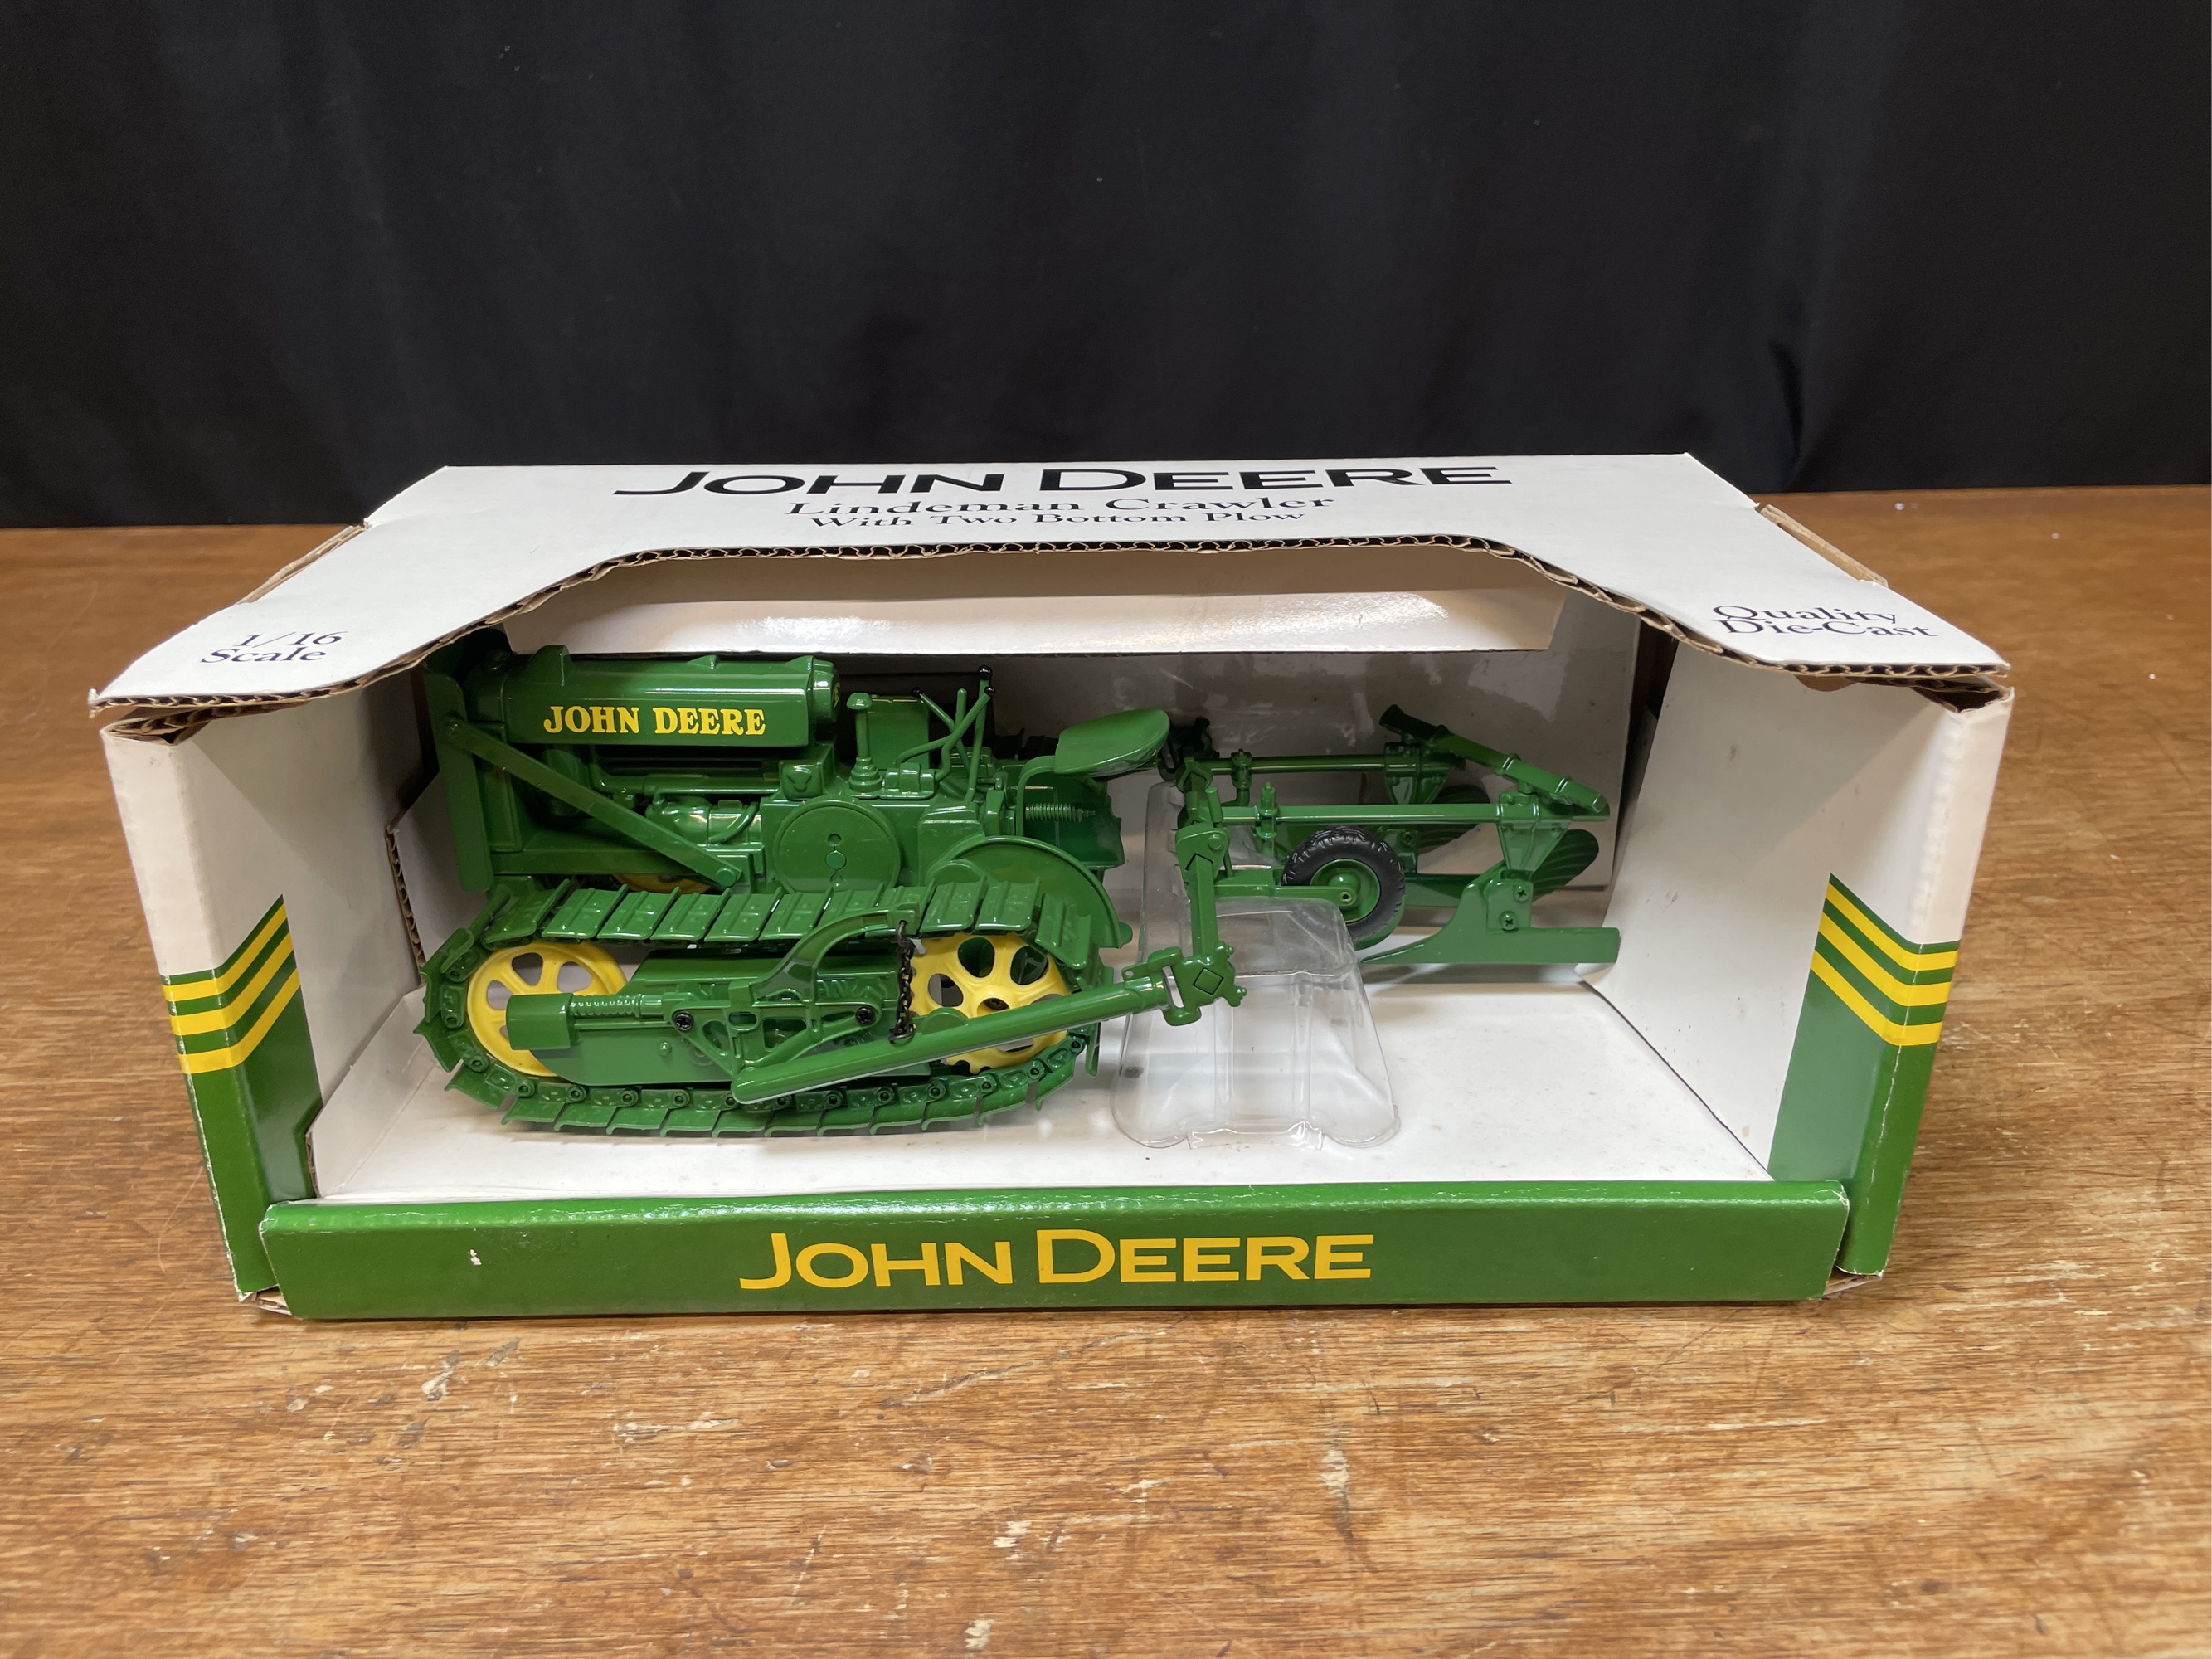 JOHN DEERE
Lindeman Crawler
With Two Bottom Plow
1/16
Scale
Quality
Die-Cast
JOHN DEERE
JOHN DEERE